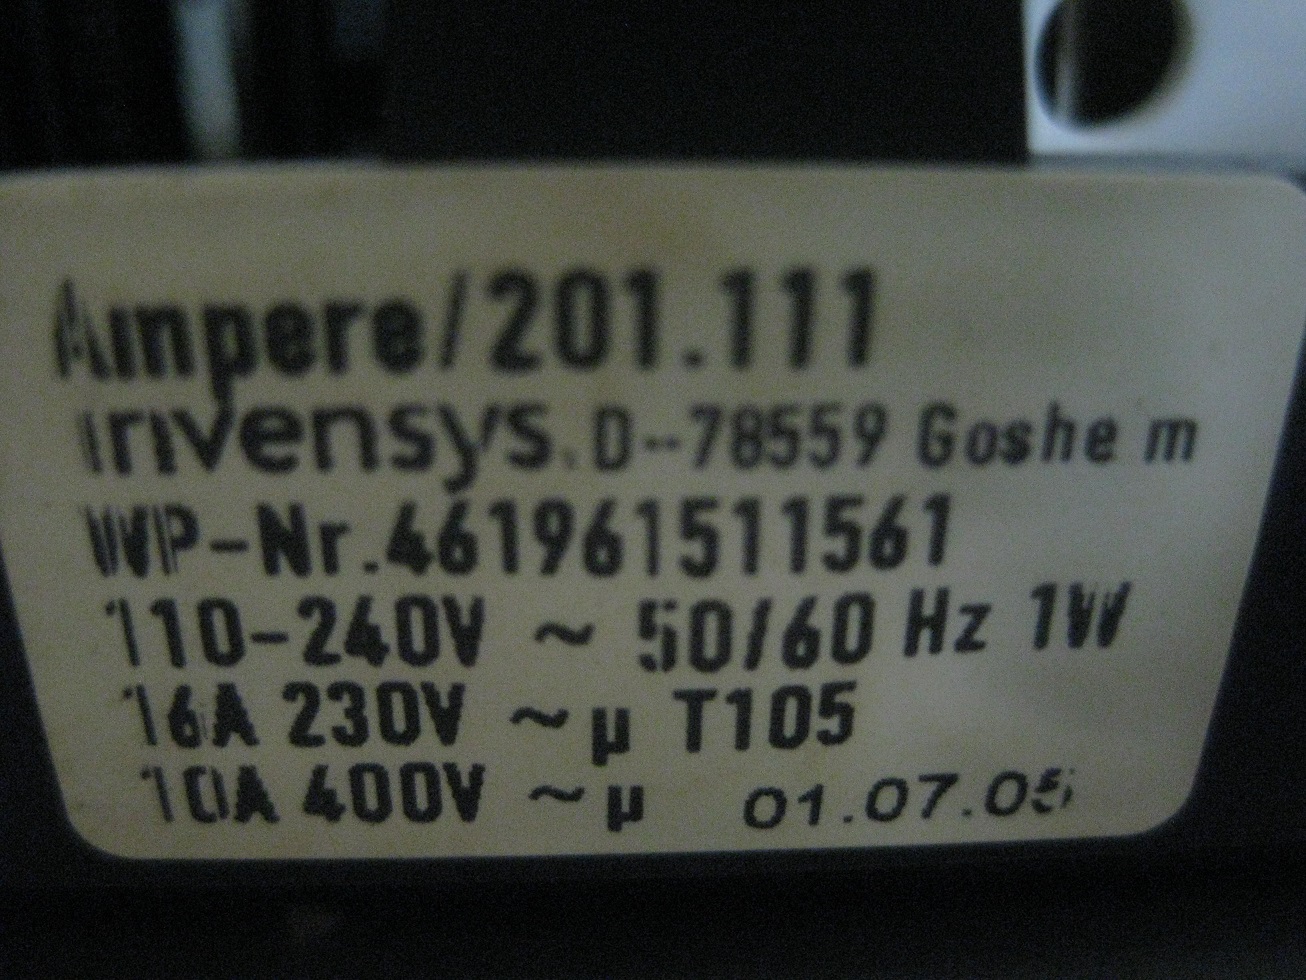 Ampere/201.111
invensys. D--78559 Goshe m
WP-Nr.461961511561
110-240V ~ 50/60 Hz 1W
16A 230V ~ µ T105
10A 400V ~ µ 01.07.05